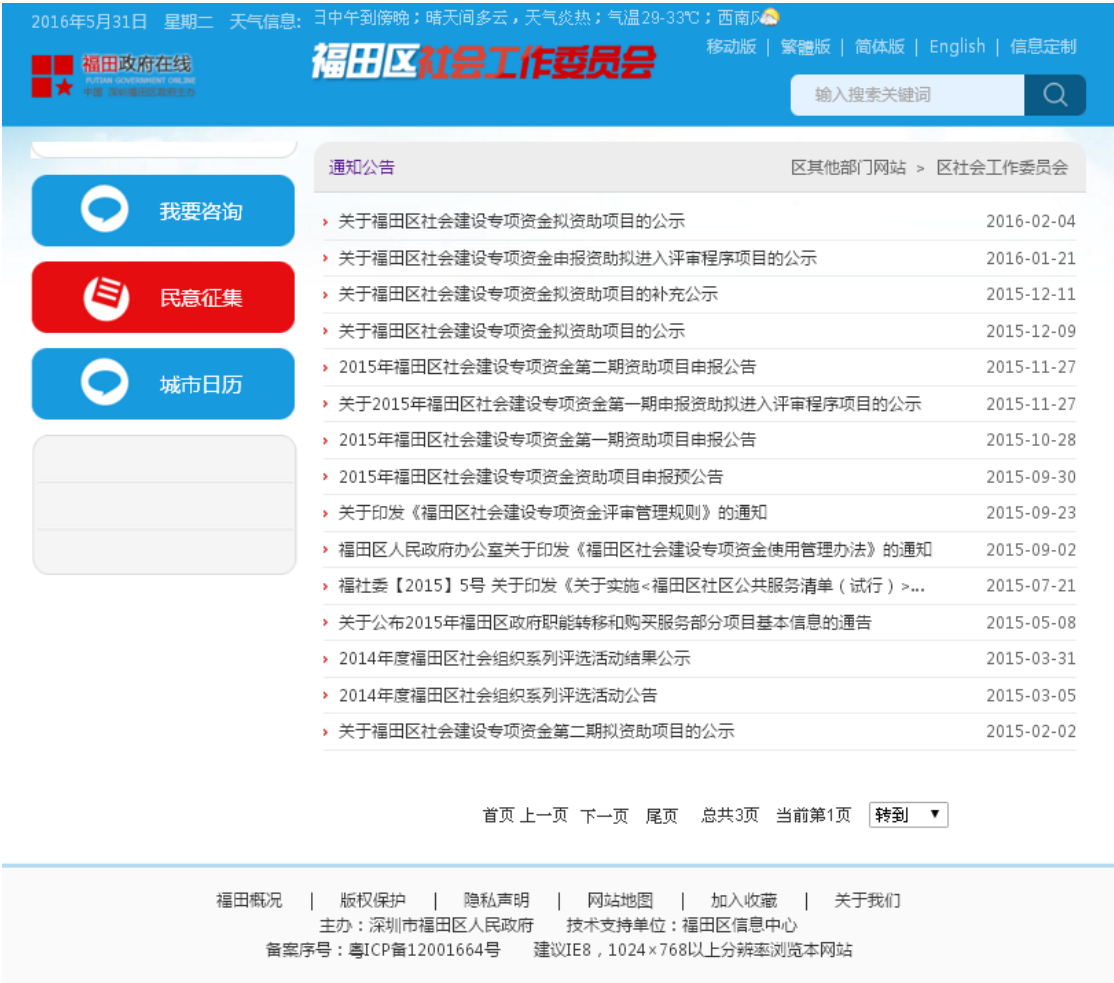 2016年5月31日 星期二 天气信息: 日中午到傍晚；晴天间多云，天气炎热；气温29-33℃；西南风
移动版 | 繁體版 | 简体版 | English | 信息定制
福田政府在线
FUTIAN GOVERNMENT ONLINE
中国 深圳福田区政府主办
福田区社会工作委员会
输入搜索关键词
我要咨询
民意征集
城市日历
通知公告 区其他部门网站 > 区社会工作委员会
关于福田区社会建设专项资金拟资助项目的公示 2016-02-04
关于福田区社会建设专项资金申报资助拟进入评审程序项目的公示 2016-01-21
关于福田区社会建设专项资金拟资助项目的补充公示 2015-12-11
关于福田区社会建设专项资金拟资助项目的公示 2015-12-09
2015年福田区社会建设专项资金第二期资助项目申报公告 2015-11-27
关于2015年福田区社会建设专项资金第一期申报资助拟进入评审程序项目的公示 2015-11-27
2015年福田区社会建设专项资金第一期资助项目申报公告 2015-10-28
2015年福田区社会建设专项资金资助项目申报预公告 2015-09-30
关于印发《福田区社会建设专项资金评审管理规则》的通知 2015-09-23
福田区人民政府办公室关于印发《福田区社会建设专项资金使用管理办法》的通知 2015-09-02
福社委【2015】5号 关于印发《关于实施<福田区社区公共服务清单（试行）>... 2015-07-21
关于公布2015年福田区政府职能转移和购买服务部分项目基本信息的通告 2015-05-08
2014年度福田区社会组织系列评选活动结果公示 2015-03-31
2014年度福田区社会组织系列评选活动公告 2015-03-05
关于福田区社会建设专项资金第二期拟资助项目的公示 2015-02-02
首页 上一页 下一页 尾页 总共3页 当前第1页 转到
福田概况 | 版权保护 | 隐私声明 | 网站地图 | 加入收藏 | 关于我们
主办：深圳市福田区人民政府 技术支持单位：福田区信息中心
备案序号：粤ICP备12001664号 建议IE8，1024×768以上分辨率浏览本网站